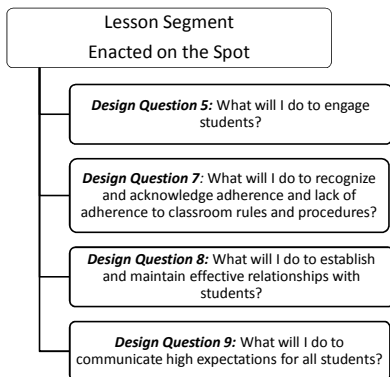 Lesson Segment
Enacted on the Spot
Design Question 5: What will I do to engage
students?
Design Question 7: What will I do to recognize
and acknowledge adherence and lack of
adherence to classroom rules and procedures?
Design Question 8: What will I do to establish
and maintain effective relationships with
students?
Design Question 9: What will I do to
communicate high expectations for all students?